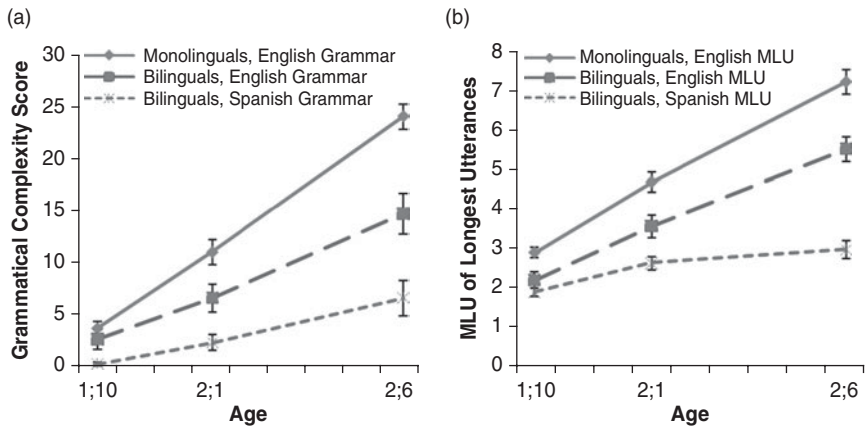 (a)
Grammatical Complexity Score
30
25
20
15
10
5
0
Monolinguals, English Grammar
Bilinguals, English Grammar
Bilinguals, Spanish Grammar
1;10 2;1 2;6
Age
(b)
MLU of Longest Utterances
8
7
6
5
4
3
2
1
0
Monolinguals, English MLU
Bilinguals, English MLU
Bilinguals, Spanish MLU
1;10 2;1 2;6
Age